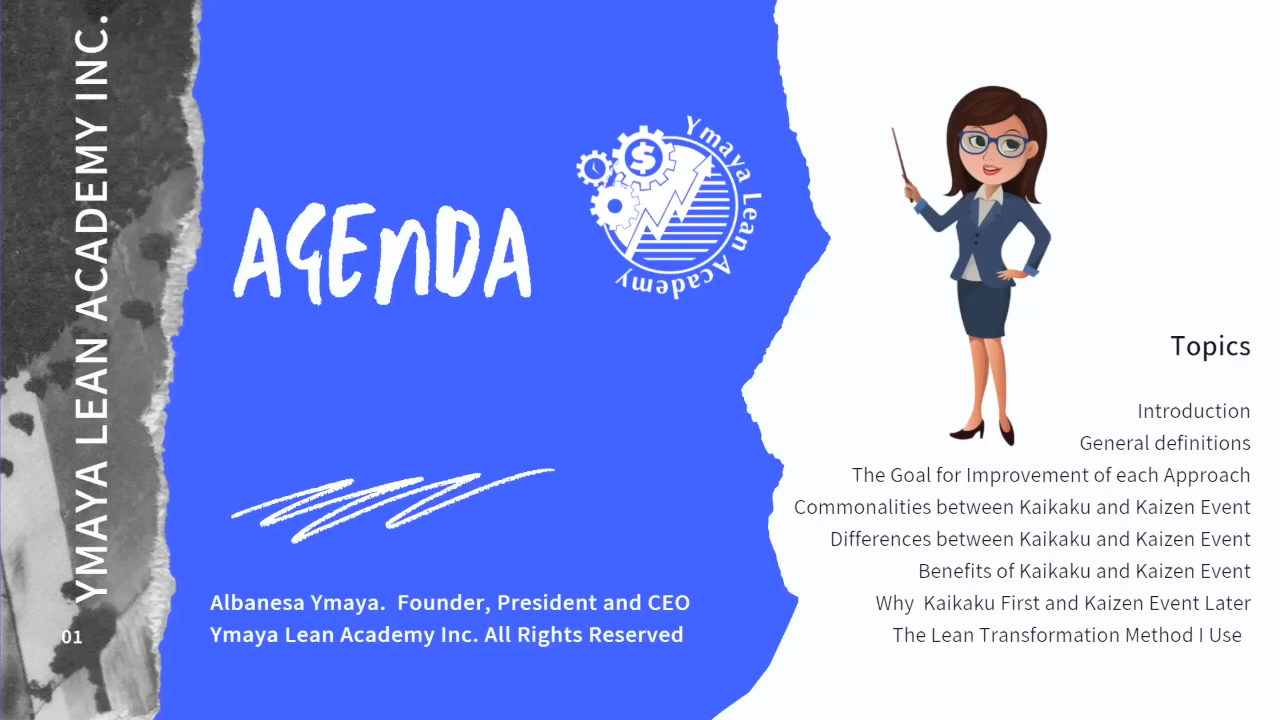 YMAYA LEAN ACADEMY INC.
01
AGENDA
Ymaya Lean Academy
$
Albanesa Ymaya.  Founder, President and CEO
Ymaya Lean Academy Inc. All Rights Reserved
Topics
Introduction
General definitions
The Goal for Improvement of each Approach
Commonalities between Kaikaku and Kaizen Event
Differences between Kaikaku and Kaizen Event
Benefits of Kaikaku and Kaizen Event
Why  Kaikaku First and Kaizen Event Later
The Lean Transformation Method I Use